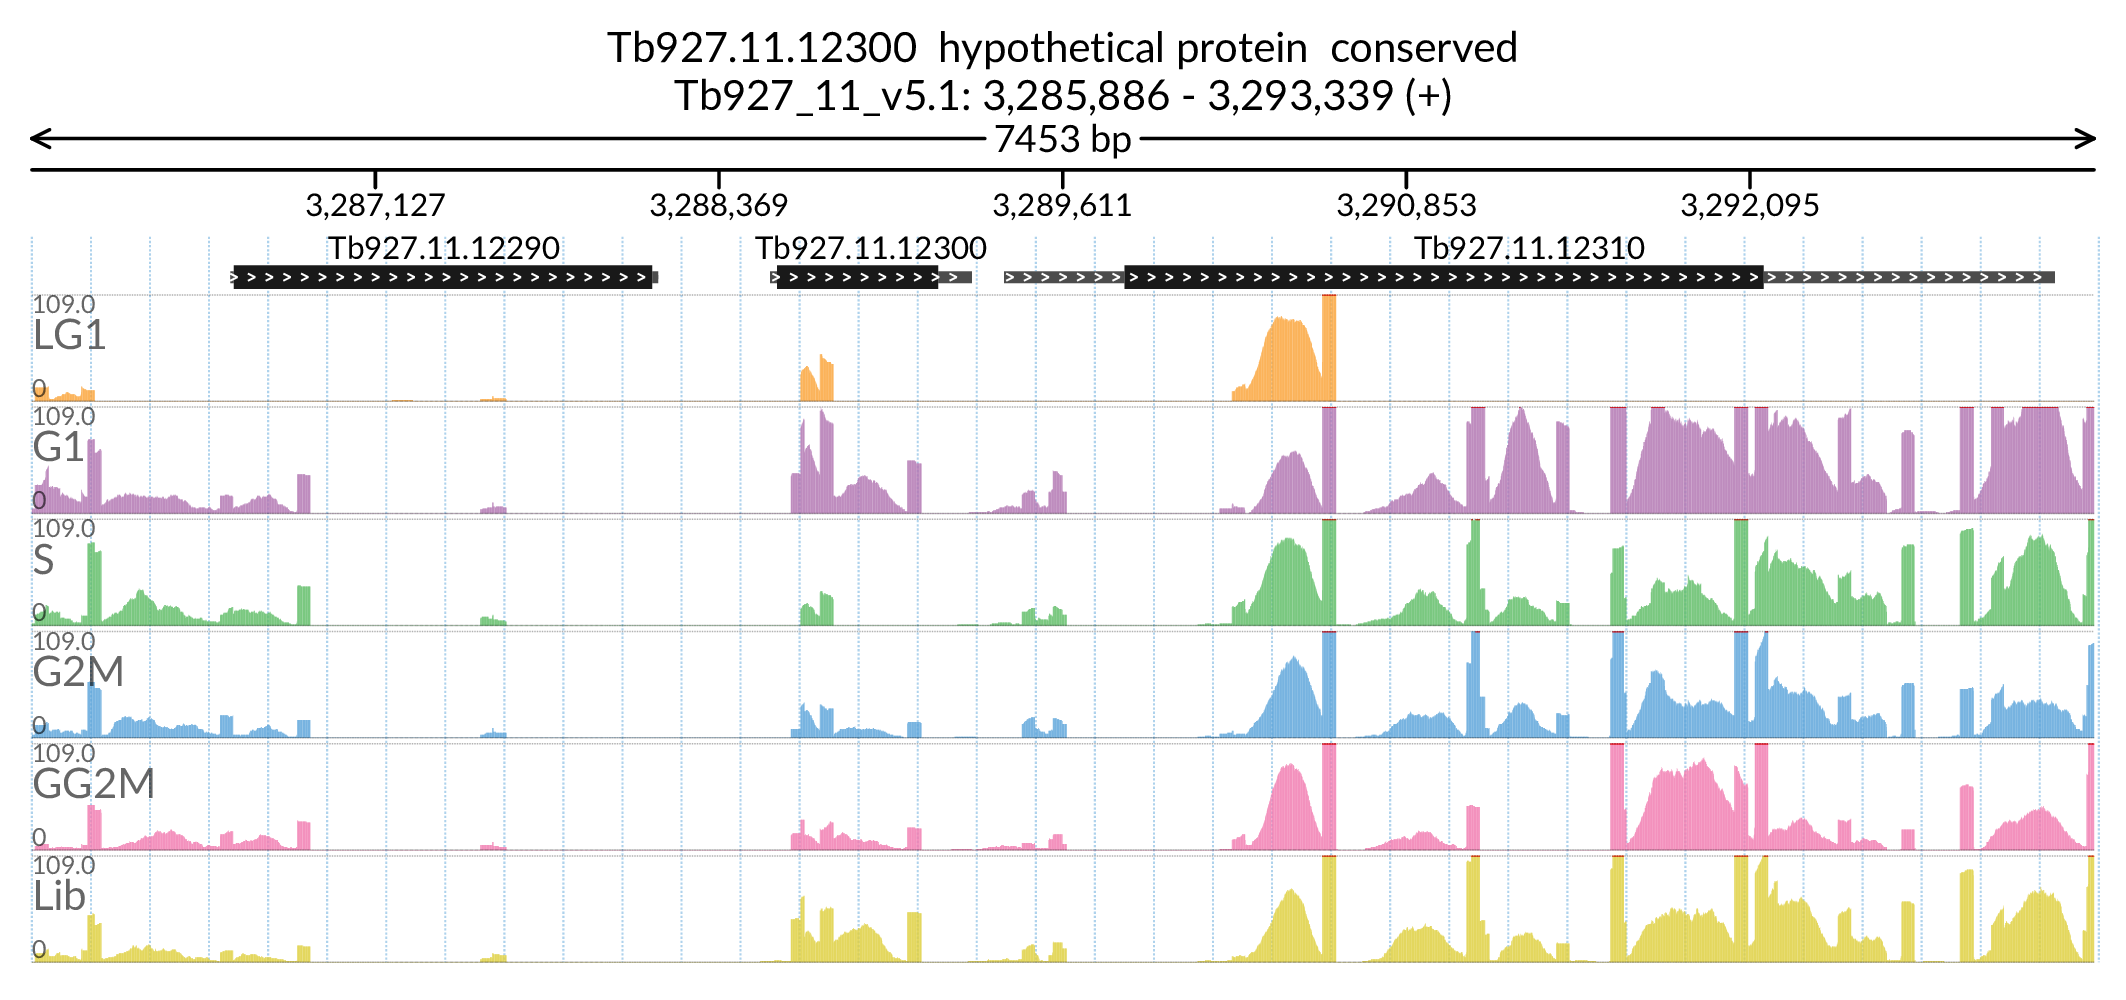 Tb927.11.12300 hypothetical protein conserved
Tb927_11_v5.1: 3,285,886 - 3,293,339 (+)
7453 bp
3,287,127 3,288,369 3,289,611 3,290,853 3,292,095
Tb927.11.12290 Tb927.11.12300 Tb927.11.12310
109.0
LG1
0
109.0
G1
0
109.0
S
0
109.0
G2M
0
109.0
GG2M
0
109.0
Lib
0